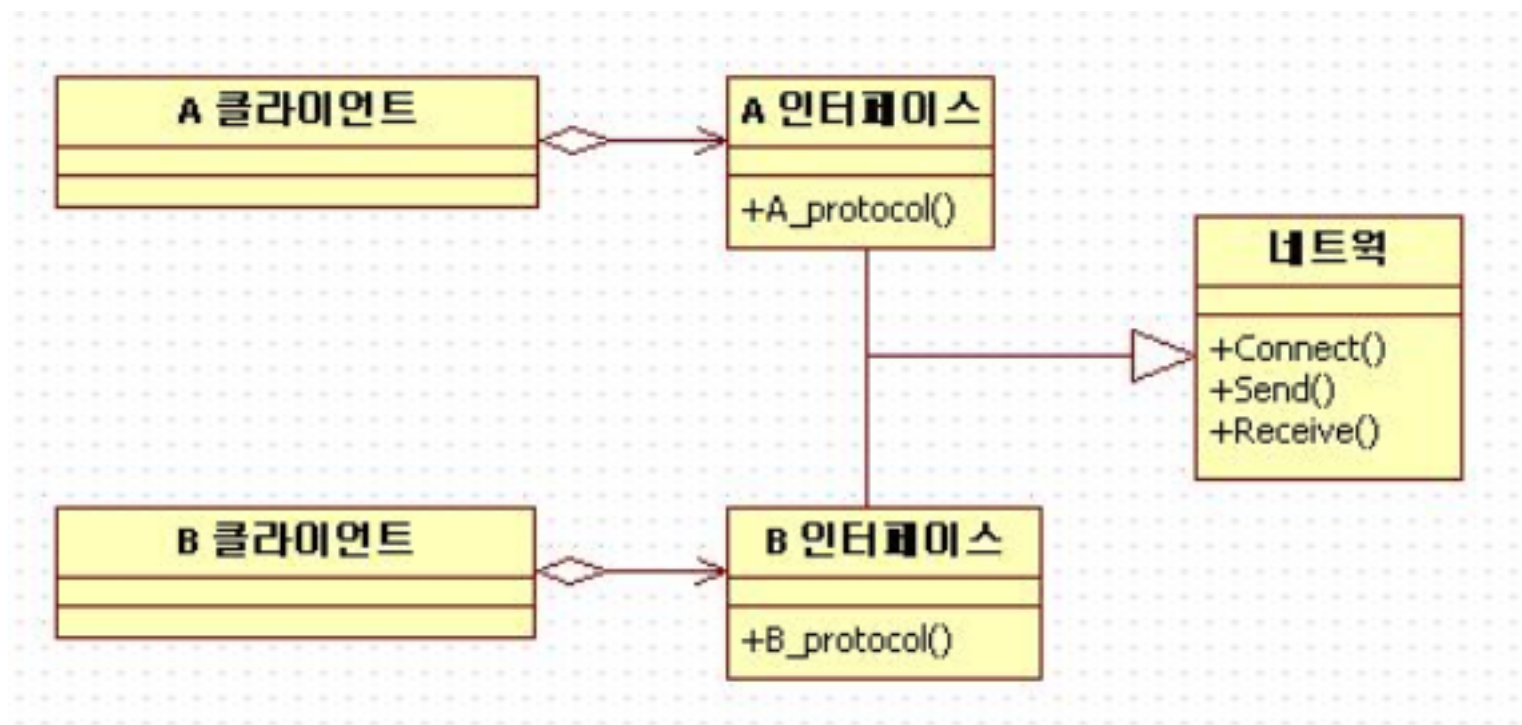 A 클라이언트
A 인터페이스
+A_protocol()
네트웍
+Connect()
+Send()
+Receive()
B 클라이언트
B 인터페이스
+B_protocol()